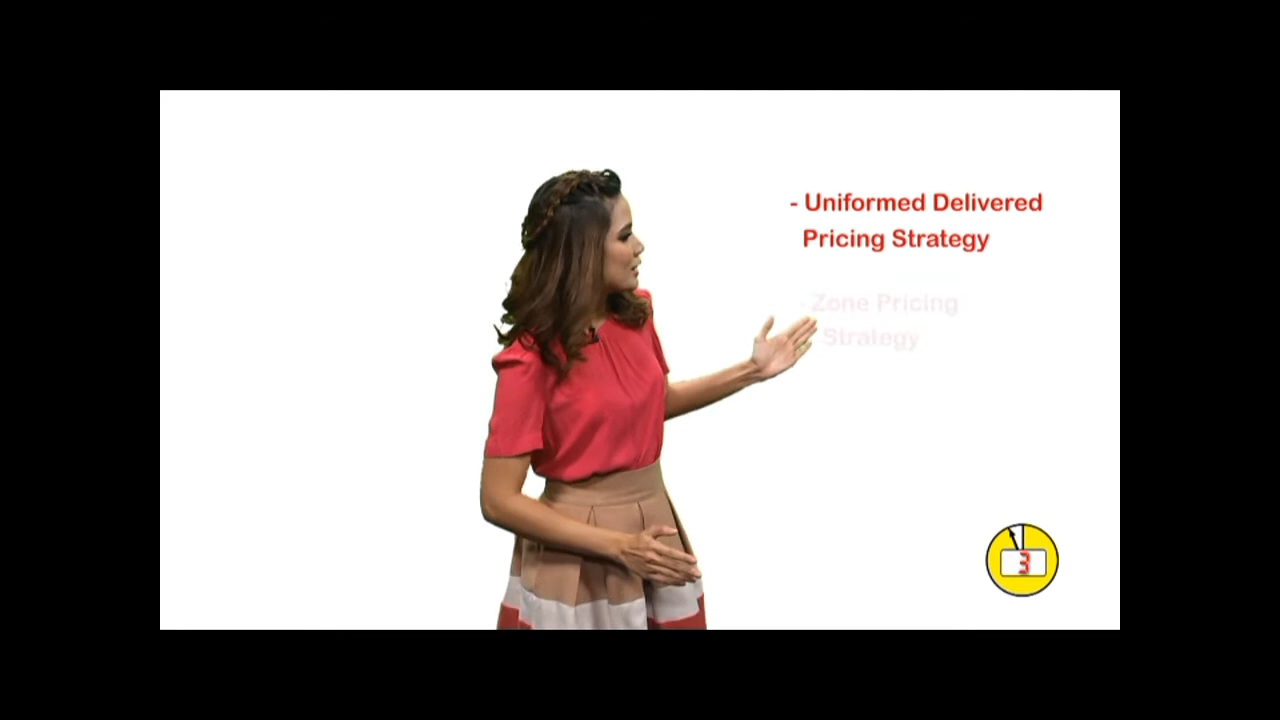 - Uniformed Delivered
Pricing Strategy
- Zone Pricing
Strategy
3